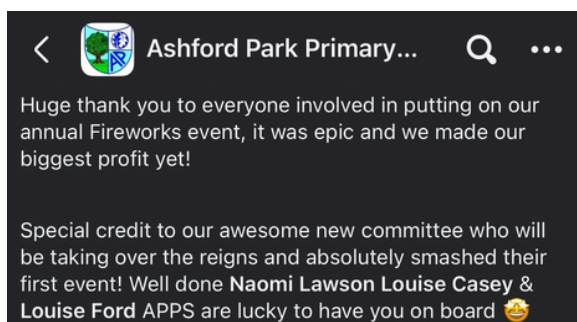 Ashford Park Primary...
Huge thank you to everyone involved in putting on our
annual Fireworks event, it was epic and we made our
biggest profit yet!
Special credit to our awesome new committee who will
be taking over the reigns and absolutely smashed their
first event! Well done Naomi Lawson Louise Casey &
Louise Ford APPS are lucky to have you on board 🤩